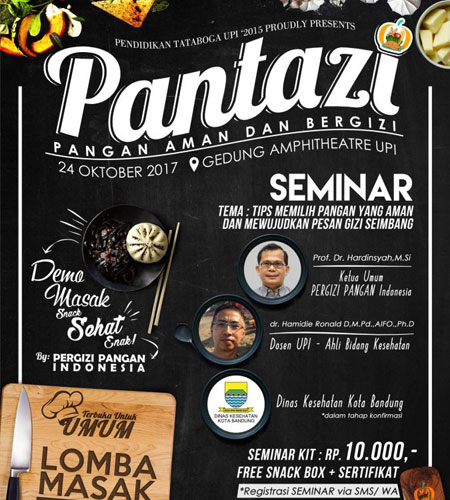 PENDIDIKAN TATABOGA UPI '2015 PROUDLY PRESENTS
Pantazi
PANGAN AMAN DAN BERGIZI
24 OKTOBER 2017 GEDUNG AMPHITHEATRE UPI
SEMINAR
TEMA : TIPS MEMILIH PANGAN YANG AMAN
DAN MEWUJUDKAN PESAN GIZI SEIMBANG
Prof. Dr. Hardinsyah,M.Si
Ketua Umum
PERGIZI PANGAN Indonesia
Demo
Masak
Snack
Sehat
Enak!
By: PERGIZI PANGAN
INDONESIA
dr. Hamidie Ronald D,M.Pd.,AIFO.,Ph.D
Dosen UPI - Ahli Bidang Kesehatan
DINAS KESEHATAN
KOTA BANDUNG
Dinas Kesehatan Kota Bandung
*dalam tahap konfirmasi
Terbuka Untuk
UMUM
LOMBA
MASAK
SEMINAR KIT : RP. 10.000,-
FREE SNACK BOX + SERTIFIKAT
*Registrasi SEMINAR via SMS/ WA